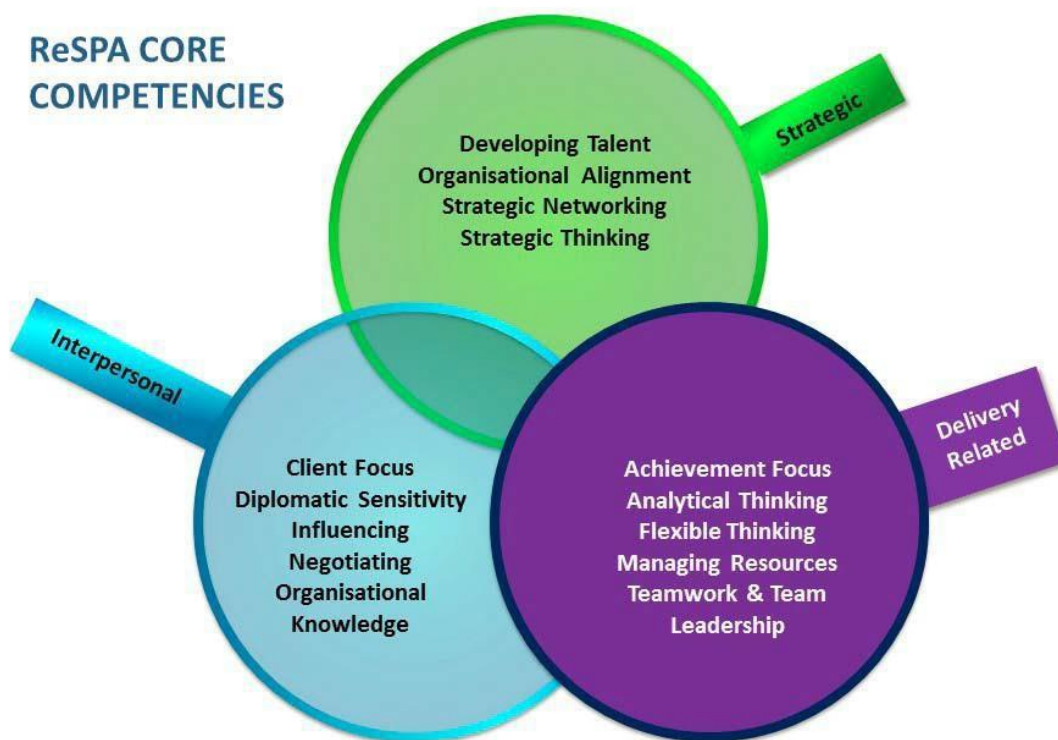 ReSPA CORE
COMPETENCIES
Strategic
Developing Talent
Organisational Alignment
Strategic Networking
Strategic Thinking
Interpersonal
Client Focus
Diplomatic Sensitivity
Influencing
Negotiating
Organisational
Knowledge
Delivery
Related
Achievement Focus
Analytical Thinking
Flexible Thinking
Managing Resources
Teamwork & Team
Leadership